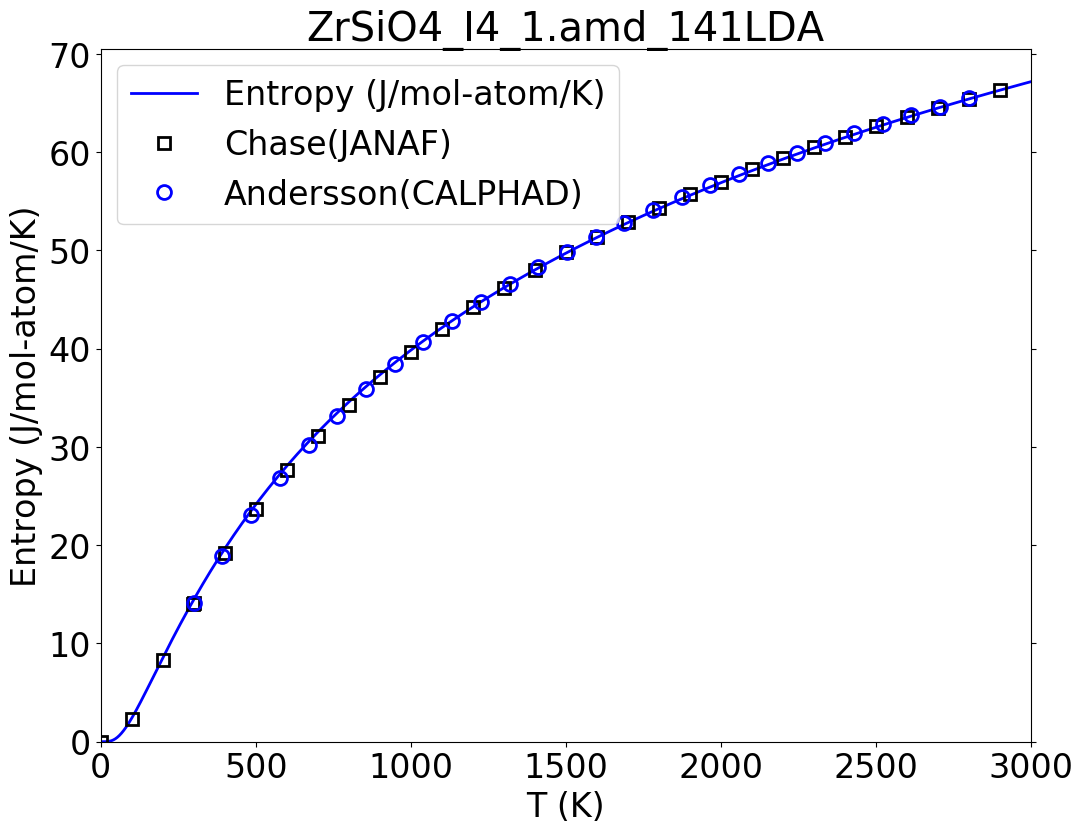 ZrSiO4_I4_1.amd_141LDA
Entropy (J/mol-atom/K)
Chase(JANAF)
Andersson(CALPHAD)
Entropy (J/mol-atom/K)
70
60
50
40
30
20
10
0
0 500 1000 1500 2000 2500 3000
T (K)